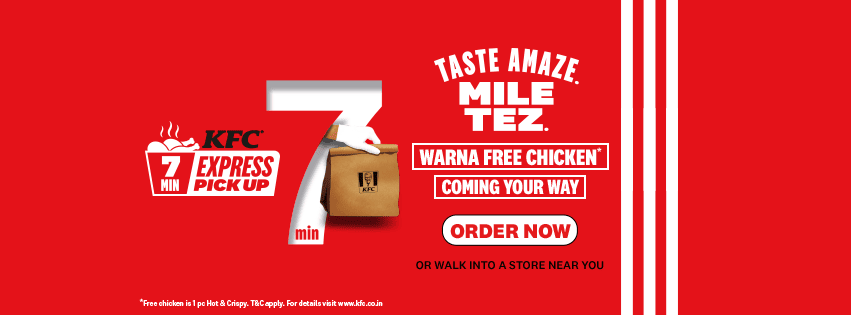 KFC
7 MIN
EXPRESS
PICK UP
7
min
KFC
TASTE AMAZE.
MILE
TEZ.
WARNA FREE CHICKEN*
COMING YOUR WAY
ORDER NOW
OR WALK INTO A STORE NEAR YOU
*Free chicken is 1 pc Hot & Crispy. T&C apply. For details visit www.kfc.co.in